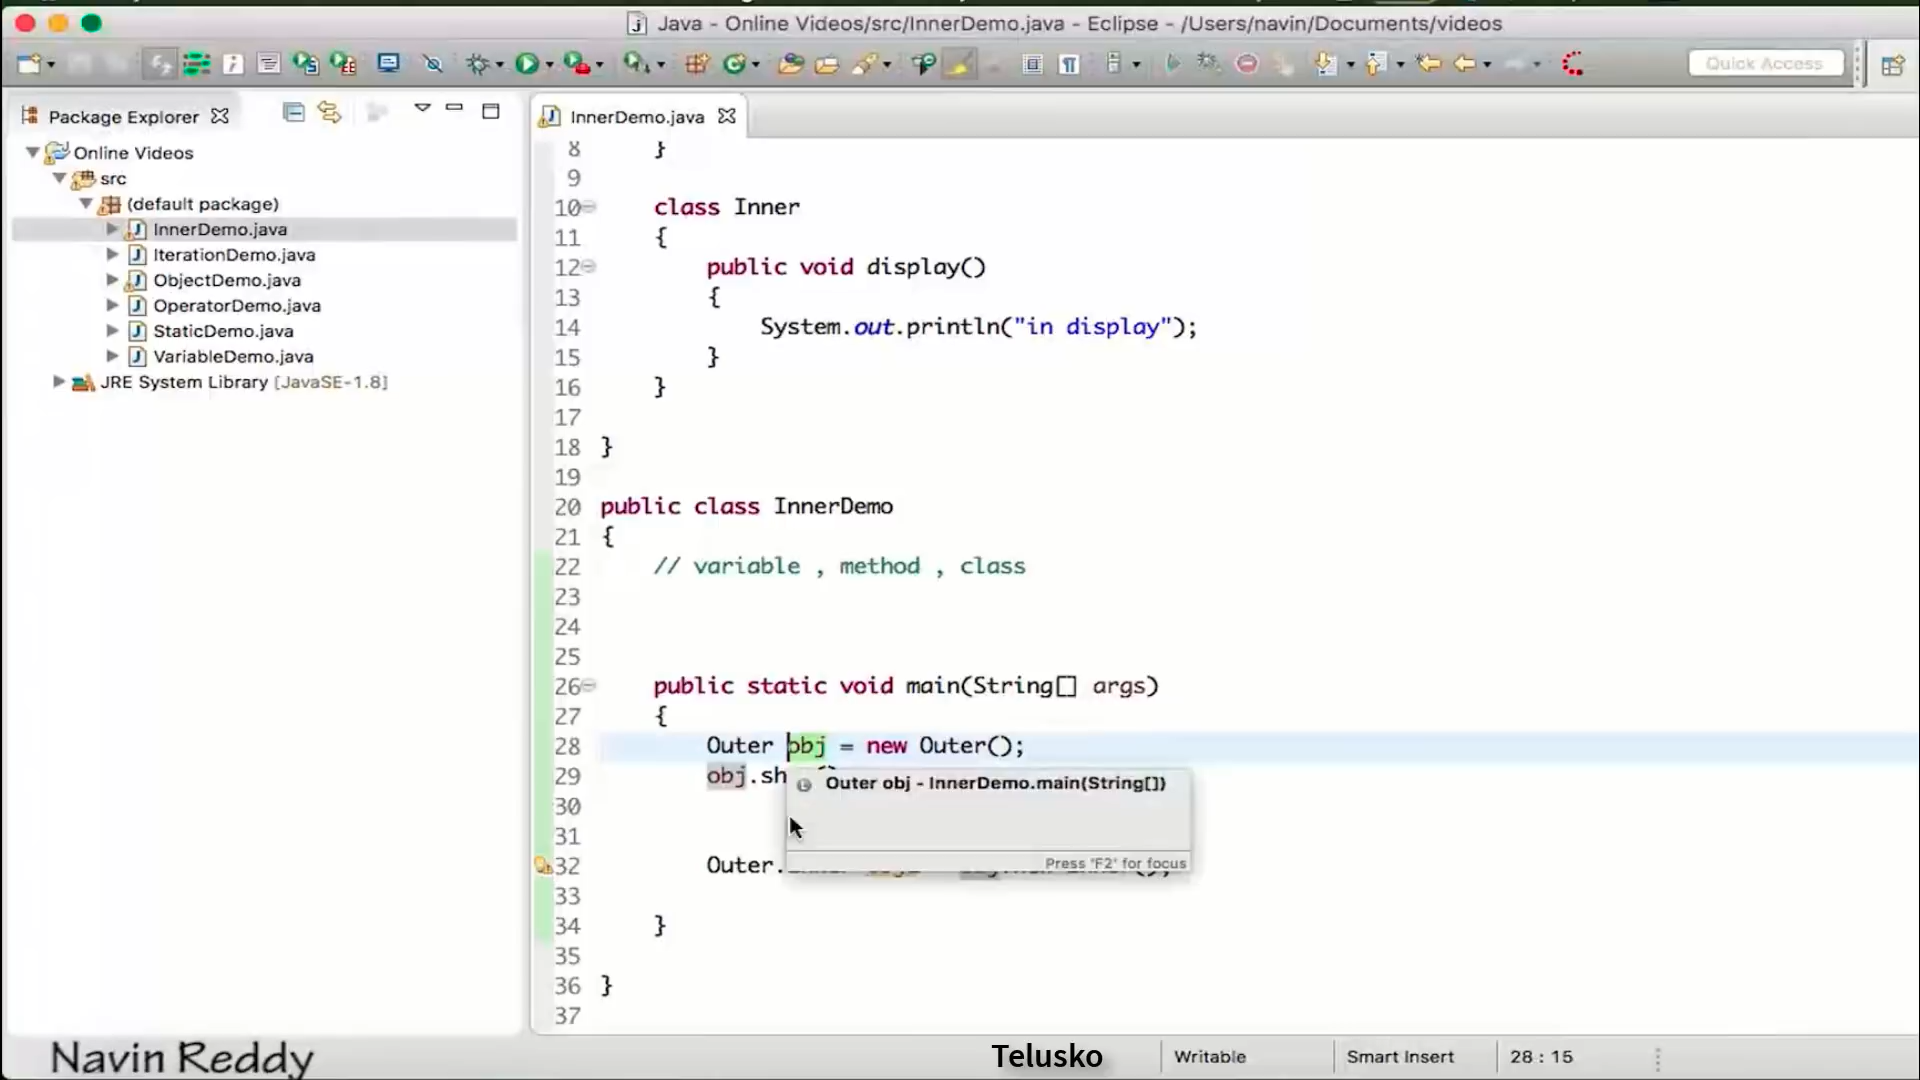 Java - Online Videos/src/InnerDemo.java - Eclipse - /Users/navin/Documents/videos
Quick Access
Package Explorer
Online Videos
src
(default package)
InnerDemo.java
IterationDemo.java
ObjectDemo.java
OperatorDemo.java
StaticDemo.java
VariableDemo.java
JRE System Library [JavaSE-1.8]
InnerDemo.java
8 }
9
10 class Inner
11 {
12 public void display()
13 {
14 System.out.println("in display");
15 }
16 }
17
18 }
19
20 public class InnerDemo
21 {
22 // variable , method , class
23
24
25
26 public static void main(String[] args)
27 {
28 Outer obj = new Outer();
29 obj.sh
Outer obj - InnerDemo.main(String[])
30
31
Press 'F2' for focus
32 Outer.
33
34 }
35
36 }
37
Navin Reddy
Telusko
Writable
Smart Insert
28 : 15